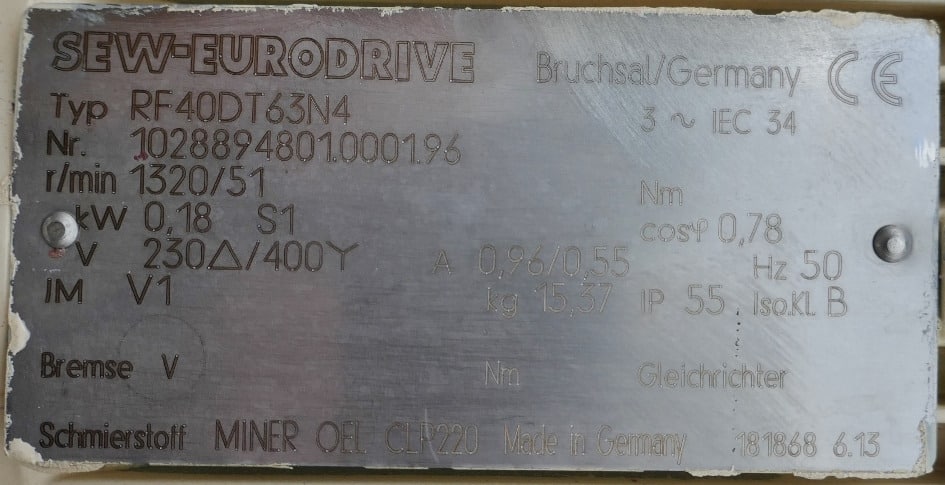 SEW-EURODRIVE Bruchsal/Germany CE
Typ RF40DT63N4 3 ~ IEC 34
Nr. 1028894801.0001.96
r/min 1320/51 Nm
kW 0,18 S1 cosφ 0,78
V 230△/400Y A 0,96/0,55 Hz 50
IM V1 kg 15,37 IP 55 Iso.Kl. B
Bremse V Nm Gleichrichter
Schmierstoff MINER OEL CLP220 Made in Germany 181868 6.13